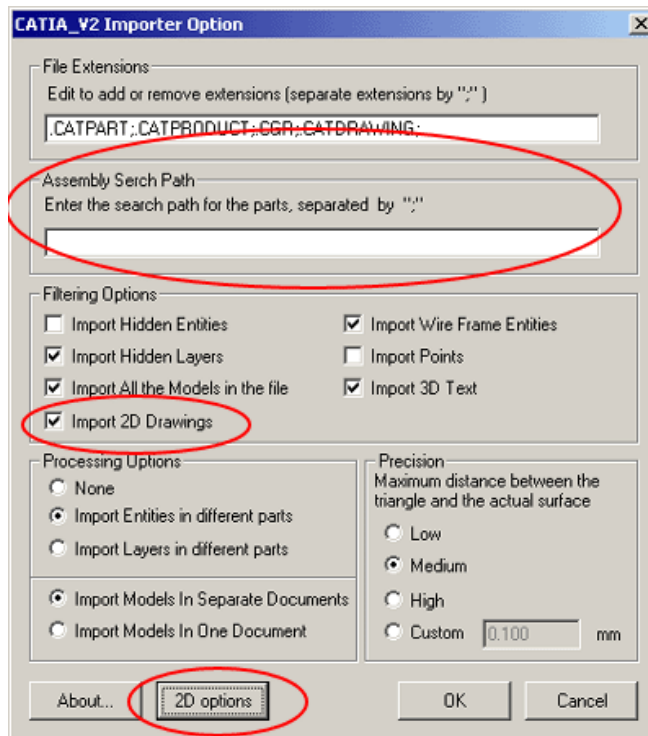 CATIA_V2 Importer Option
File Extensions
Edit to add or remove extensions (separate extensions by ";" )
.CATPART;.CATPRODUCT;.CGR;.CATDRAWING;
Assembly Serch Path
Enter the search path for the parts, separated by ";"
Filtering Options
Import Hidden Entities
Import Wire Frame Entities
Import Hidden Layers
Import Points
Import All the Models in the file
Import 3D Text
Import 2D Drawings
Processing Options
None
Import Entities in different parts
Import Layers in different parts
Import Models In Separate Documents
Import Models In One Document
Precision
Maximum distance between the
triangle and the actual surface
Low
Medium
High
Custom 0.100 mm
About... 2D options OK Cancel